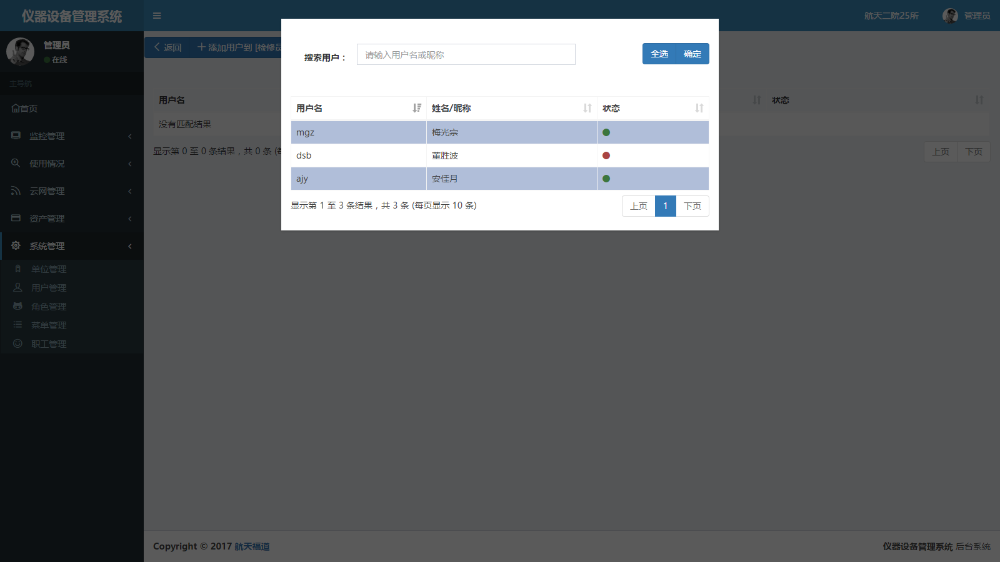 仪器设备管理系统
航天二院25所
管理员
管理员
在线
主导航
首页
监控管理
使用情况
云网管理
资产管理
系统管理
单位管理
用户管理
角色管理
菜单管理
职工管理
返回
添加用户到 [检修员
用户名
状态
没有匹配结果
显示第 0 至 0 条结果，共 0 条 (每
上页
下页
搜索用户：
请输入用户名或昵称
全选
确定
用户名 姓名/昵称 状态
mgz 梅光宗
dsb 董胜波
ajy 安佳月
显示第 1 至 3 条结果，共 3 条 (每页显示 10 条)
上页 1 下页
Copyright © 2017 航天福道
仪器设备管理系统 后台系统